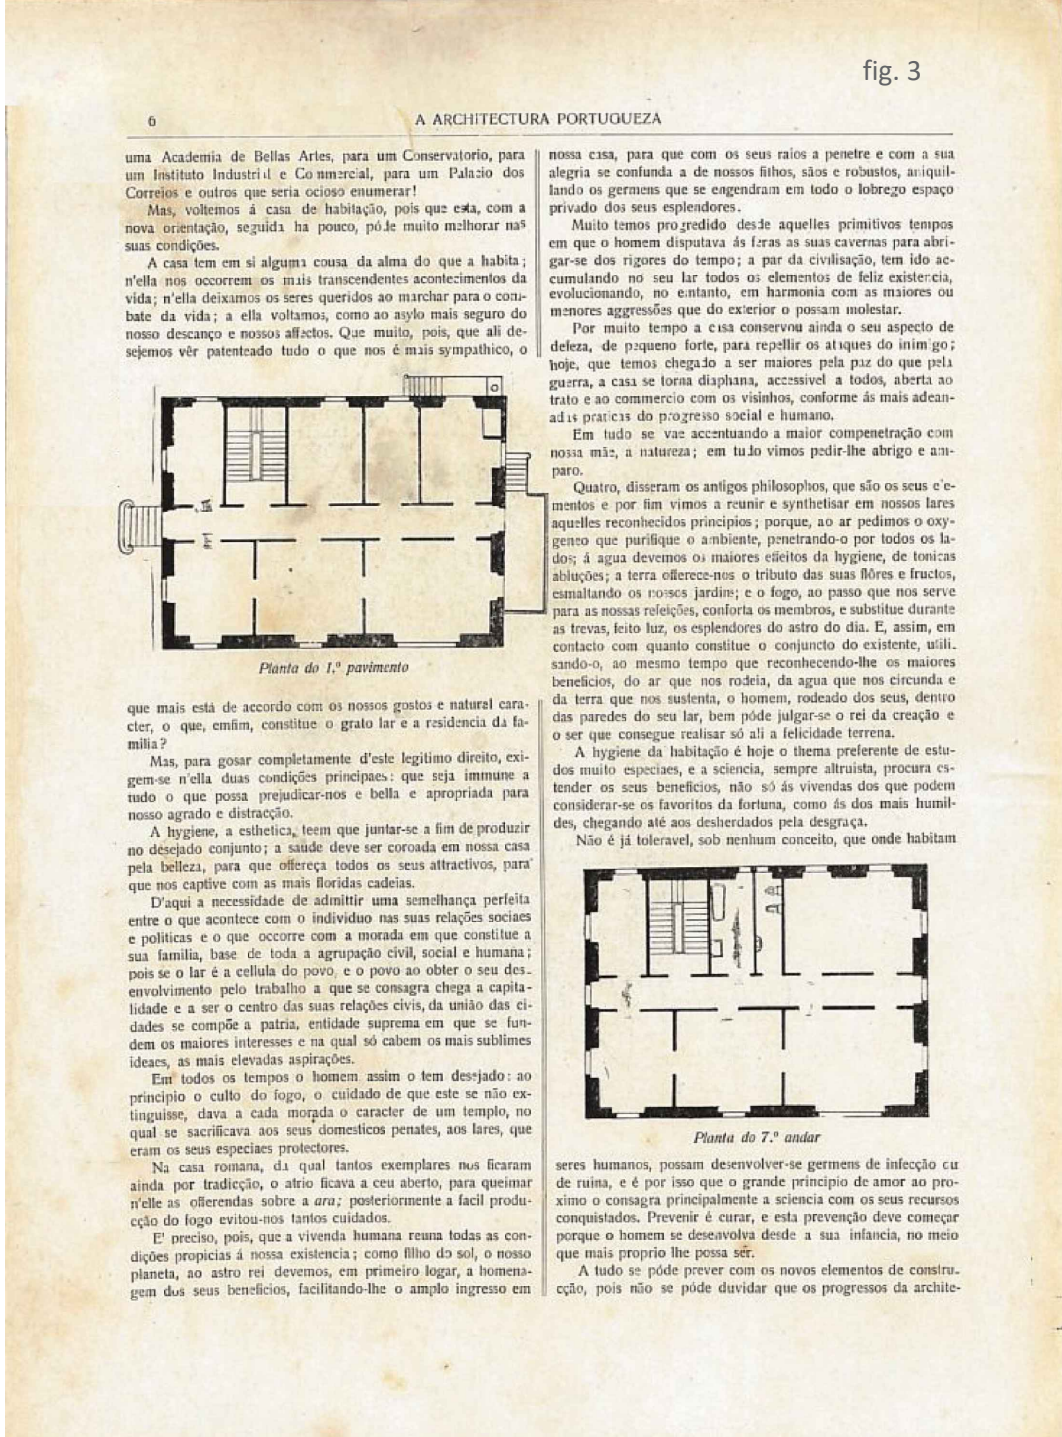 fig. 3
6
A ARCHITECTURA PORTUGUEZA
uma Academia de Bellas Artes, para um Conservatorio, para
um Instituto Industrial e Commercial, para um Palacio dos
Correios e outros que seria ocioso enumerar!
Mas, voltemos á casa de habitação, pois que esta, com a
nova orientação, seguida ha pouco, póde muito melhorar nas
suas condições.
A casa tem em si alguma cousa da alma do que a habita;
n'ella nos occorrem os mais transcendentes acontecimentos da
vida; n'ella deixamos os seres queridos ao marchar para o com-
bate da vida; a ella voltamos, como ao asylo mais seguro do
nosso descanço e nossos affectos. Que muito, pois, que ali de-
sejemos vêr patenteado tudo o que nos é mais sympathico, o
Planta do 1.º pavimento
que mais está de accordo com os nossos gostos e natural cara-
cter, o que, emfim, constitue o grato lar e a residencia da fa-
milia?
Mas, para gosar completamente d'este legitimo direito, exi-
gem-se n'ella duas condições principaes: que seja immune a
tudo o que possa prejudicar-nos e bella e apropriada para
nosso agrado e distracção.
A hygiene, a esthetica, teem que juntar-se a fim de produzir
no desejado conjunto; a saude deve ser coroada em nossa casa
pela belleza, para que offereça todos os seus attractivos, para
que nos captive com as mais floridas cadeias.
D'aqui a necessidade de admittir uma semelhança perfeita
entre o que acontece com o individuo nas suas relações sociaes
e politicas e o que occorre com a morada em que constitue a
sua familia, base de toda a agrupação civil, social e humana;
pois se o lar é a cellula do povo, e o povo ao obter o seu des-
envolvimento pelo trabalho a que se consagra chega a capita-
lidade e a ser o centro das suas relações civis, da união das ci-
dades se compõe a patria, entidade suprema em que se fun-
dem os maiores interesses e na qual só cabem os mais sublimes
ideaes, as mais elevadas aspirações.
Em todos os tempos o homem assim o tem desejado: ao
principio o culto do fogo, o cuidado de que este se não ex-
tinguisse, dava a cada morada o caracter de um templo, no
qual se sacrificava aos seus domesticos penates, aos lares, que
eram os seus especiaes protectores.
Na casa romana, da qual tantos exemplares nos ficaram
ainda por tradicção, o atrio ficava a ceu aberto, para queimar
n'elle as offerendas sobre a ara; posteriormente a facil produ-
cção do fogo evitou-nos tantos cuidados.
E' preciso, pois, que a vivenda humana reuna todas as con-
dições propicias á nossa existencia; como filho do sol, o nosso
planeta, ao astro rei devemos, em primeiro logar, a homena-
gem dos seus beneficios, facilitando-lhe o amplo ingresso em
nossa casa, para que com os seus raios a penetre e com a sua
alegria se confunda a de nossos filhos, sãos e robustos, aniquil-
lando os germens que se engendram em todo o lobrego espaço
privado dos seus esplendores.
Muito temos progredido desde aquelles primitivos tempos
em que o homem disputava ás feras as suas cavernas para abri-
gar-se dos rigores do tempo; a par da civilisação, tem ido ac-
cumulando no seu lar todos os elementos de feliz existencia,
evolucionando, no emtanto, em harmonia com as maiores ou
menores aggressões que do exterior o possam molestar.
Por muito tempo a casa conservou ainda o seu aspecto de
defeza, de pequeno forte, para repellir os ataques do inimigo;
hoje, que temos chegado a ser maiores pela paz do que pela
guerra, a casa se torna diaphana, accessivel a todos, aberta ao
trato e ao commercio com os visinhos, conforme ás mais adean-
adas praticas do progresso social e humano.
Em tudo se vae accentuando a maior compenetração com
nossa mãe, a natureza; em tudo vimos pedir-lhe abrigo e am-
paro.
Quatro, disseram os antigos philosophos, que são os seus ele-
mentos e por fim vimos a reunir e synthetisar em nossos lares
aquelles reconhecidos principios; porque, ao ar pedimos o oxy-
geneo que purifique o ambiente, penetrando-o por todos os la-
dos; á agua devemos os maiores effeitos da hygiene, de tonicas
abluções; a terra offerece-nos o tributo das suas flôres e fructos,
esmaltando os nossos jardins; e o fogo, ao passo que nos serve
para as nossas refeições, conforta os membros, e substitue durante
as trevas, feito luz, os esplendores do astro do dia. E, assim, em
contacto com quanto constitue o conjuncto do existente, utili-
sando-o, ao mesmo tempo que reconhecendo-lhe os maiores
beneficios, do ar que nos rodeia, da agua que nos circunda e
da terra que nos sustenta, o homem, rodeado dos seus, dentro
das paredes do seu lar, bem póde julgar-se o rei da creação e
o ser que consegue realisar só ali a felicidade terrena.
A hygiene da habitação é hoje o thema preferente de estu-
dos muito especiaes, e a sciencia, sempre altruista, procura es-
tender os seus beneficios, não só ás vivendas dos que podem
considerar-se os favoritos da fortuna, como ás dos mais humil-
des, chegando até aos desherdados pela desgraça.
Não é já toleravel, sob nenhum conceito, que onde habitam
Planta do 7.º andar
seres humanos, possam desenvolver-se germens de infecção cu
de ruina, e é por isso que o grande principio de amor ao pro-
ximo o consagra principalmente a sciencia com os seus recursos
conquistados. Prevenir é curar, e esta prevenção deve começar
porque o homem se desenvolva desde a sua infancia, no meio
que mais proprio lhe possa ser.
A tudo se póde prever com os novos elementos de constru-
cção, pois não se póde duvidar que os progressos da archite-